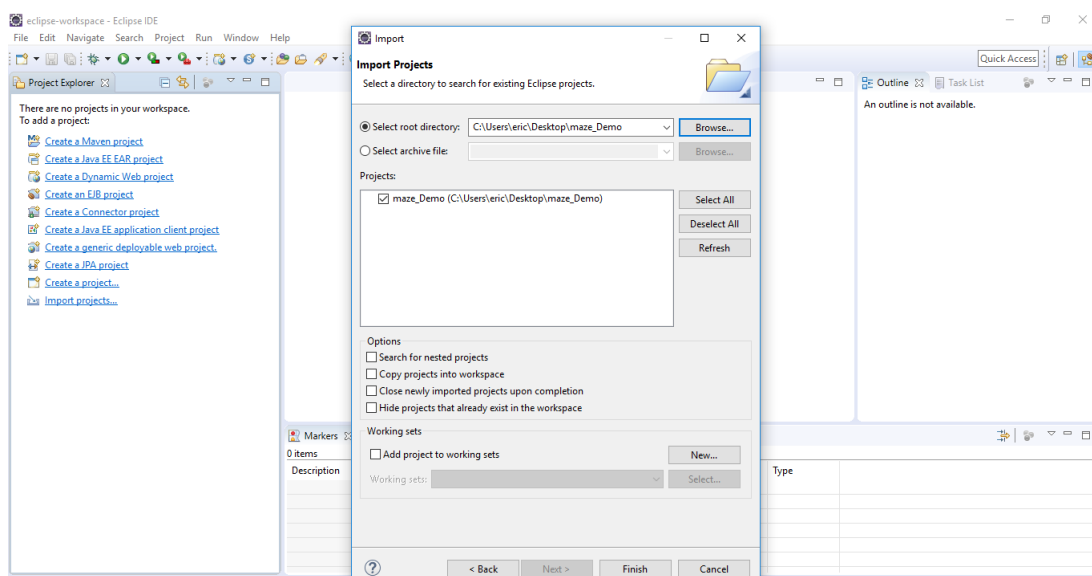 eclipse-workspace - Eclipse IDE
File Edit Navigate Search Project Run Window Help
Quick Access
Project Explorer
There are no projects in your workspace.
To add a project:
Create a Maven project
Create a Java EE EAR project
Create a Dynamic Web project
Create an EJB project
Create a Connector project
Create a Java EE application client project
Create a generic deployable web project.
Create a JPA project
Create a project...
Import projects...
Import
Import Projects
Select a directory to search for existing Eclipse projects.
Select root directory: C:\Users\eric\Desktop\maze_Demo Browse...
Select archive file: Browse...
Projects:
maze_Demo (C:\Users\eric\Desktop\maze_Demo)
Select All
Deselect All
Refresh
Options
Search for nested projects
Copy projects into workspace
Close newly imported projects upon completion
Hide projects that already exist in the workspace
Working sets
Add project to working sets New...
Working sets: Select...
? < Back Next > Finish Cancel
Outline Task List
An outline is not available.
Markers
0 items
Description Type